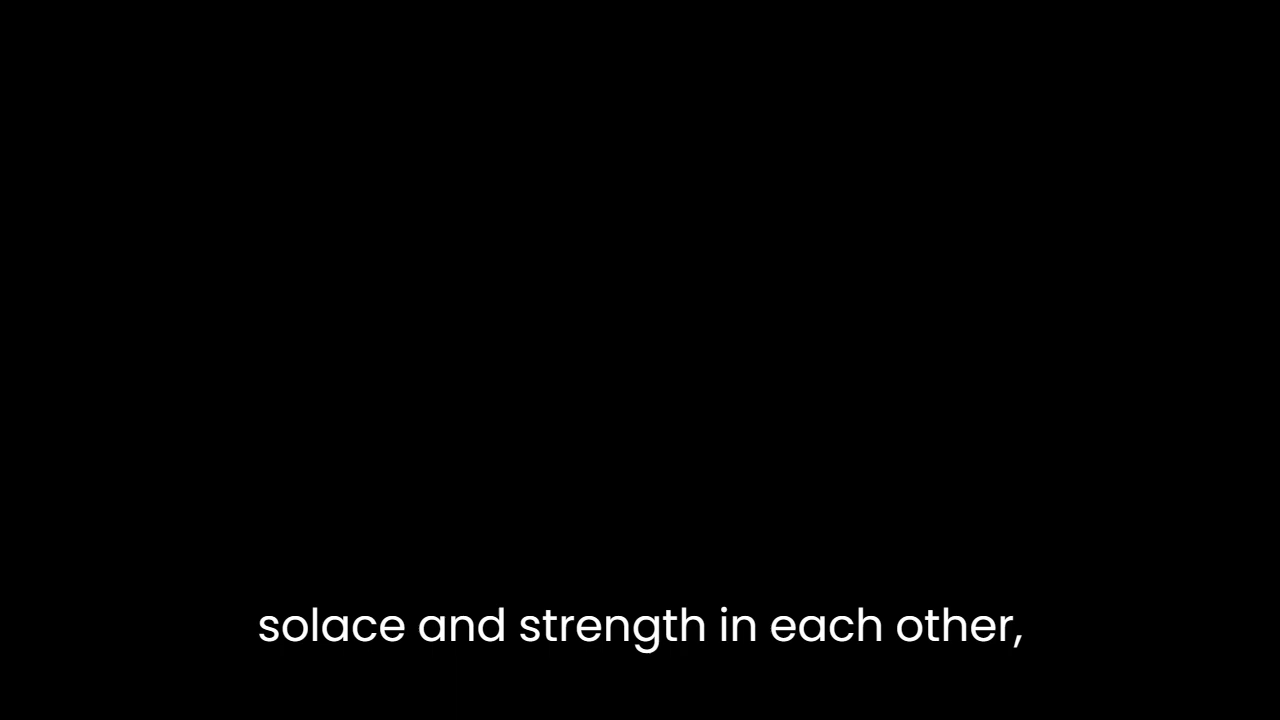 solace and strength in each other,